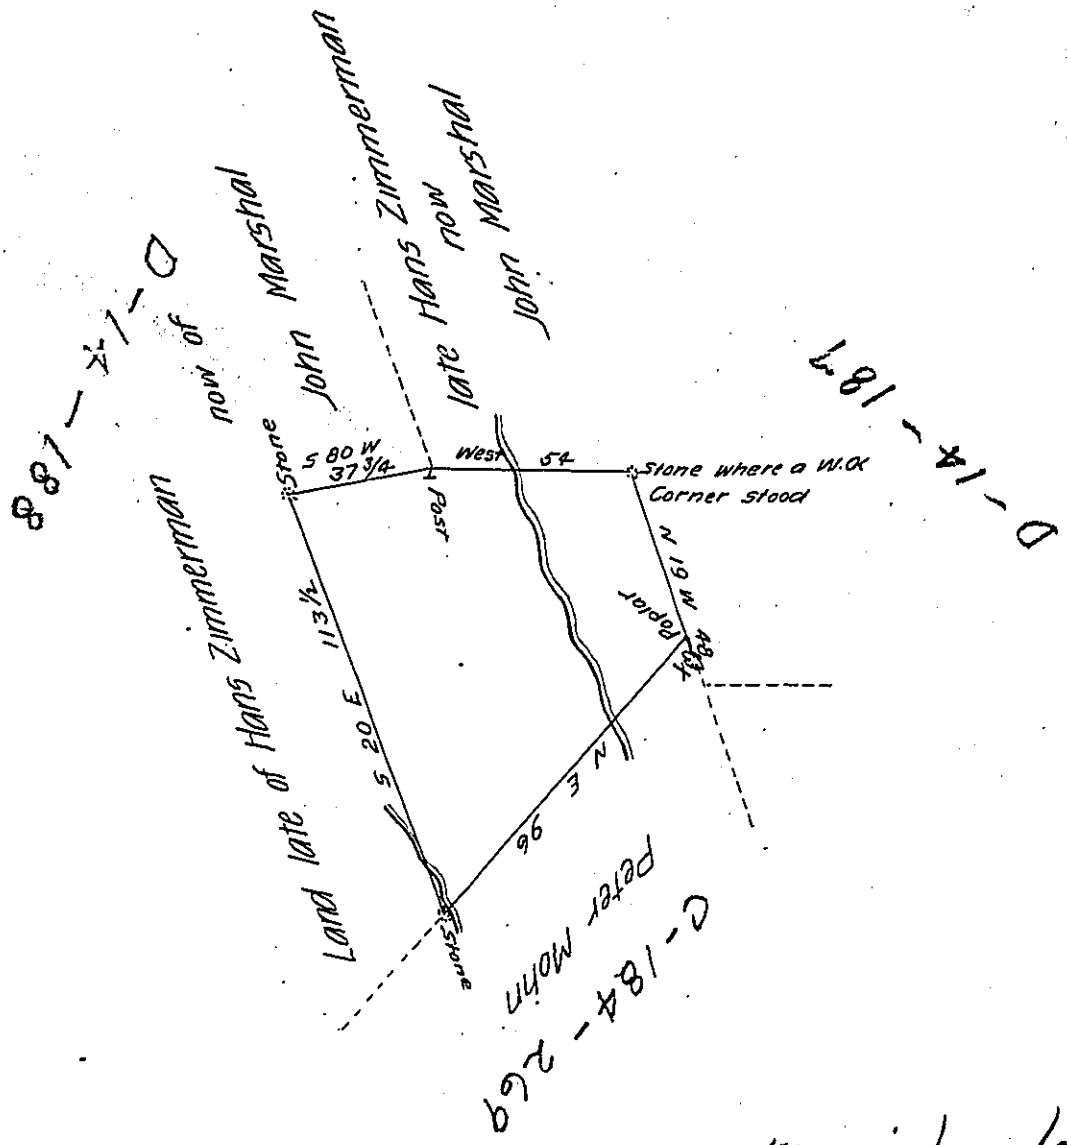 D-14-188
Land late of Hans Zimmerman
now of
John Marshal
Zimmerman
late Hans
now
John Marshal
Stone
S 80 W
37 3/4
Post
West 54
Stone where a W.OK
Corner stood
N 19 W 48
Poplar
N E 96
S 20 E 113 1/2
Stone
Peter Mohn
D-14-189
C-184-269